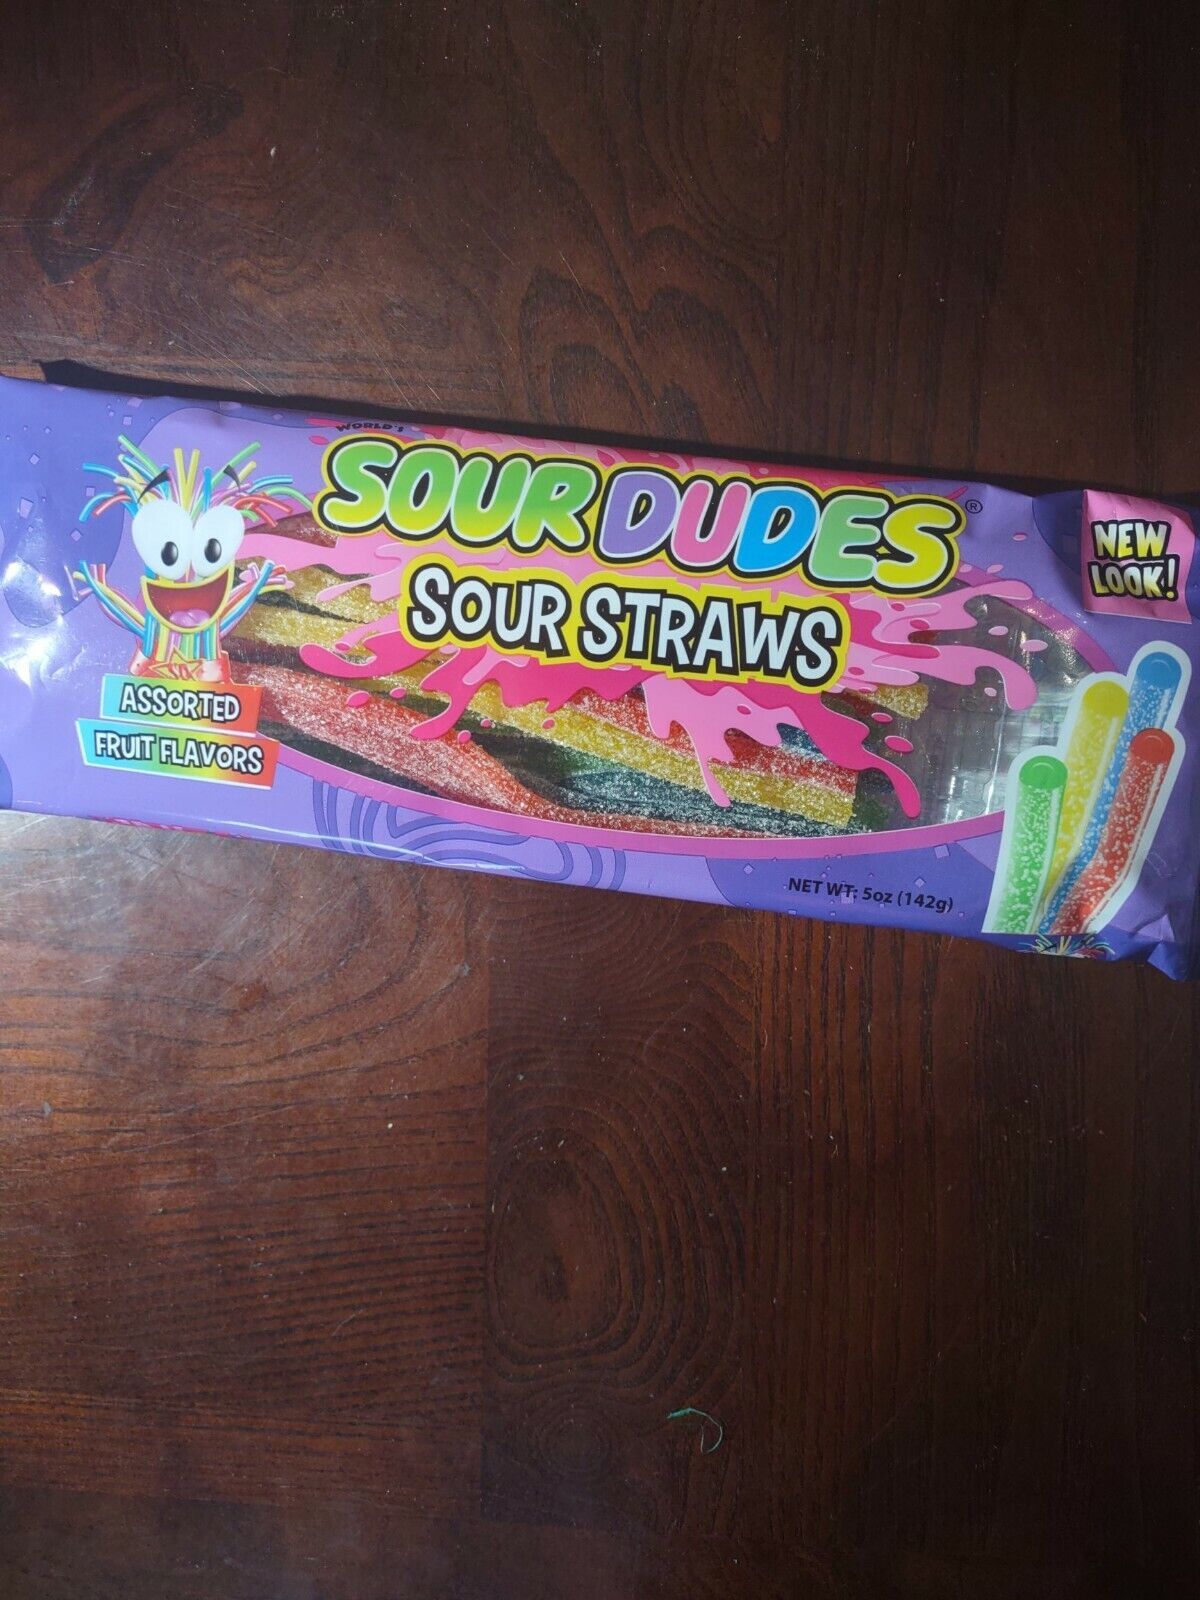 WORLD'S
SOUR DUDES®
SOUR STRAWS
NEW
LOOK!
ASSORTED
FRUIT FLAVORS
NET WT: 5oz (142g)